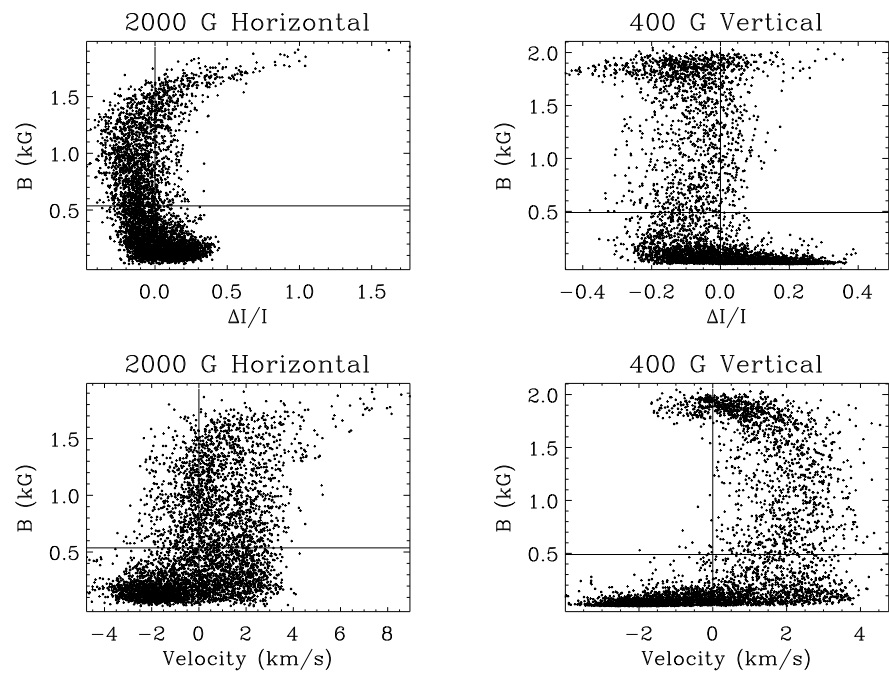 2000 G Horizontal
B (kG)
1.5
1.0
0.5
0.0 0.5 1.0 1.5
ΔI/I
400 G Vertical
B (kG)
2.0
1.5
1.0
0.5
−0.4 −0.2 0.0 0.2 0.4
ΔI/I
2000 G Horizontal
B (kG)
1.5
1.0
0.5
−4 −2 0 2 4 6 8
Velocity (km/s)
400 G Vertical
B (kG)
2.0
1.5
1.0
0.5
−2 0 2 4
Velocity (km/s)